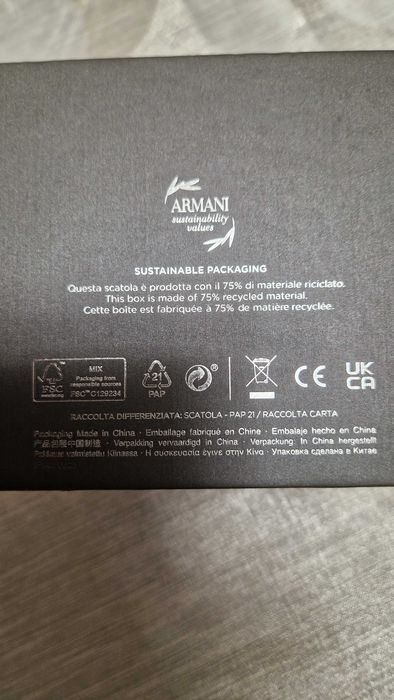 ARMANI
sustainability
values
SUSTAINABLE PACKAGING
Questa scatola è prodotta con il 75% di materiale riciclato.
This box is made of 75% recycled material.
Cette boîte est fabriquée à 75% de matière recyclée.
FSC
MIX
Packaging from
responsible sources
FSC™ C129234
21
PAP
®
CE
UK
CA
RACCOLTA DIFFERENZIATA: SCATOLA - PAP 21 / RACCOLTA CARTA
Packaging Made in China · Emballage fabriqué en Chine · Embalaje hecho en China
产品在中国制造 · Verpakking vervaardigd in China · Verpackung: In China hergestellt
Pakkaus valmistettu Kiinassa · Η συσκευασία έγινε στην Κίνα · Упаковка сделана в Китае